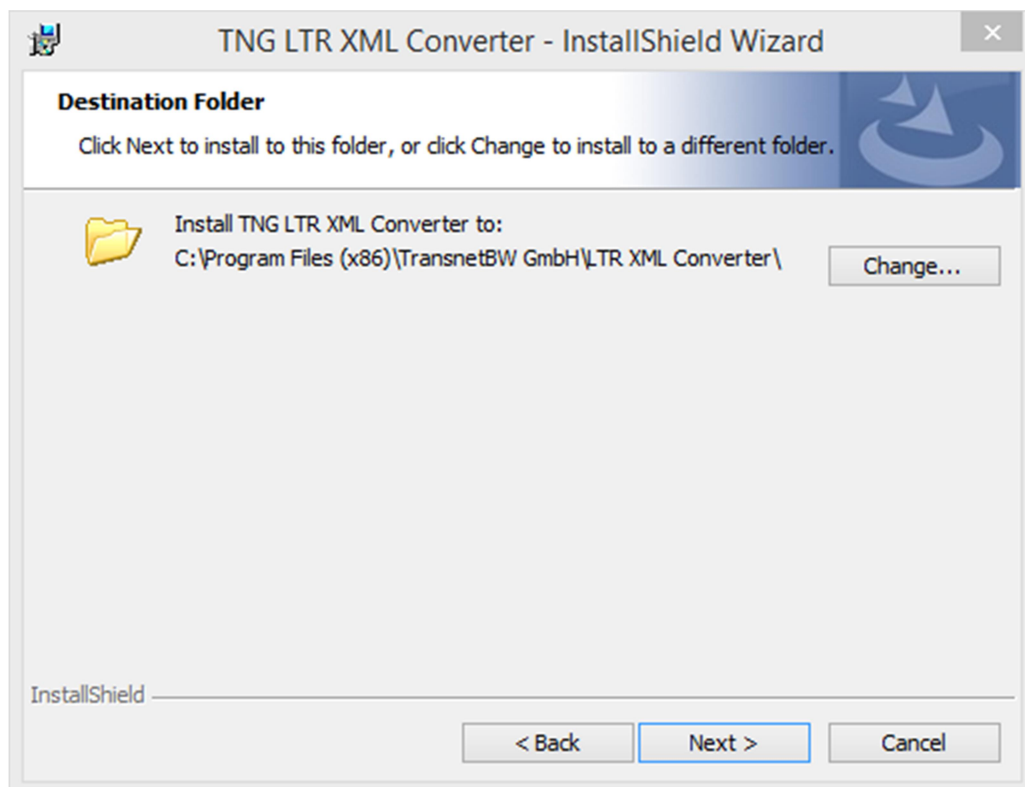 TNG LTR XML Converter - InstallShield Wizard
Destination Folder
Click Next to install to this folder, or click Change to install to a different folder.
Install TNG LTR XML Converter to:
C:\Program Files (x86)\TransnetBW GmbH\LTR XML Converter\
Change...
InstallShield
< Back
Next >
Cancel